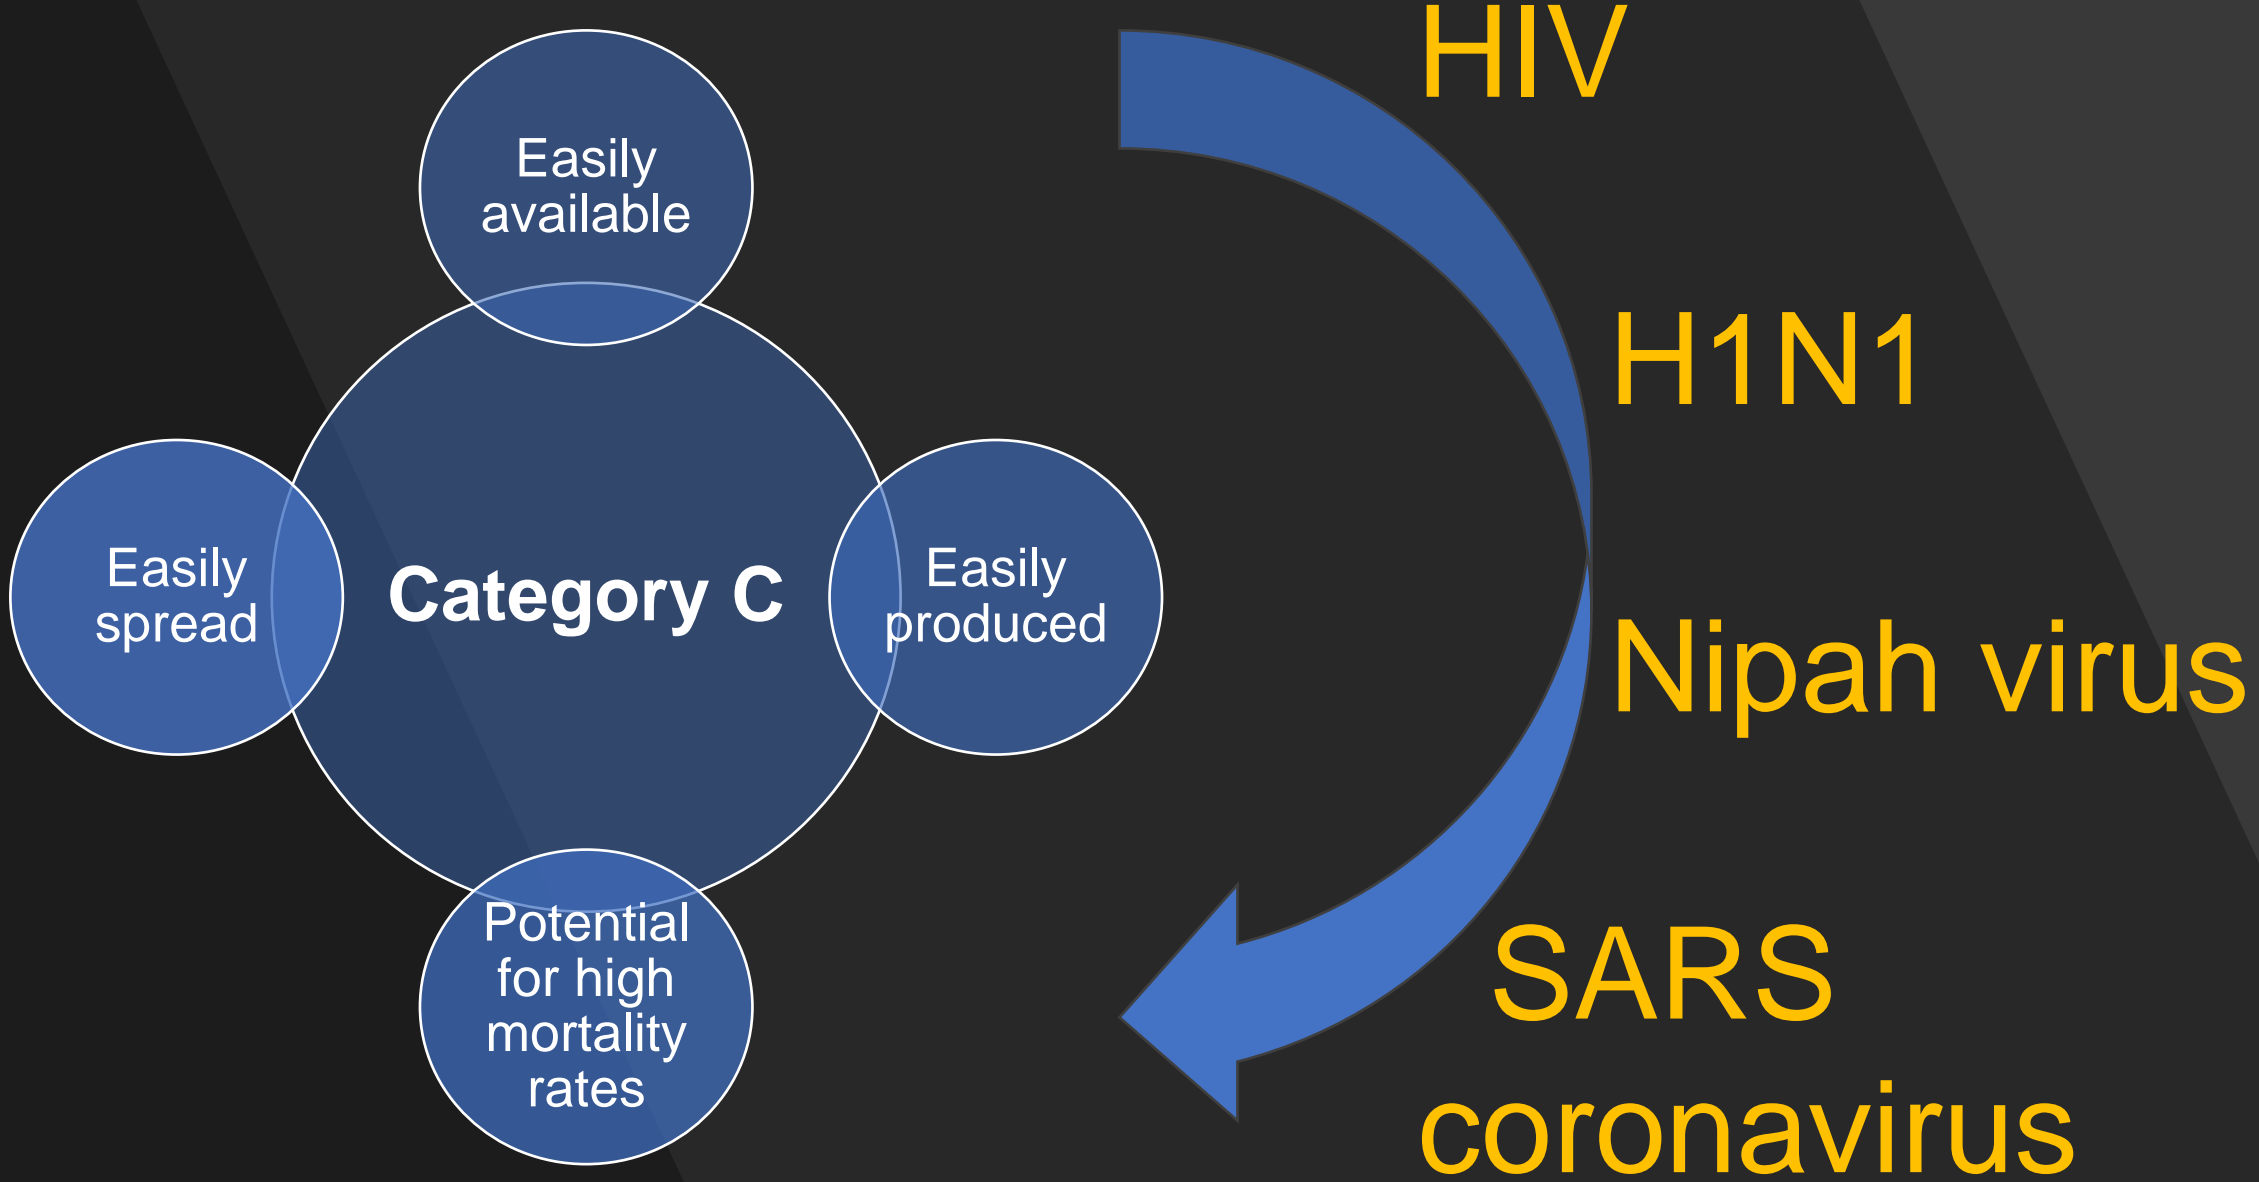 Easily
available
Easily
spread
Category C
Easily
produced
Potential
for high
mortality
rates
HIV
H1N1
Nipah virus
SARS
coronavirus